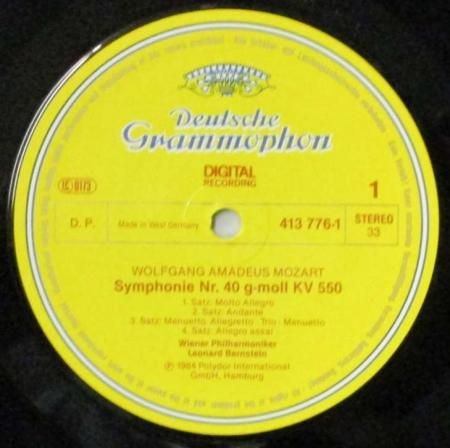 Deutsche
Grammophon
DIGITAL
RECORDING
LC 0173
1
D. P.
Made in West Germany
413 776-1
STEREO
33
WOLFGANG AMADEUS MOZART
Symphonie Nr. 40 g-moll KV 550
1. Satz: Molto Allegro
2. Satz: Andante
3. Satz: Menuetto. Allegretto · Trio · Menuetto
4. Satz: Allegro assai
Wiener Philharmoniker
Leonard Bernstein
℗ 1984 Polydor International
GmbH, Hamburg